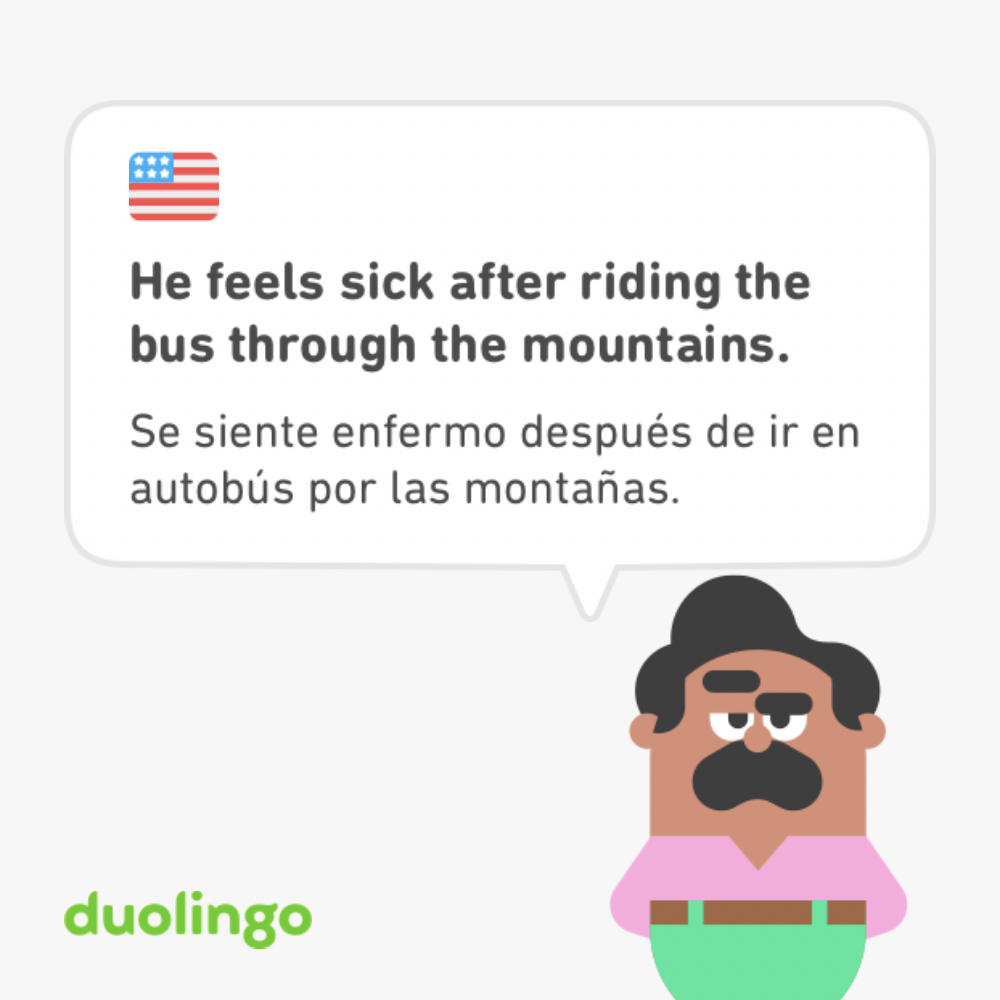 He feels sick after riding the
bus through the mountains.
Se siente enfermo después de ir en
autobús por las montañas.
duolingo